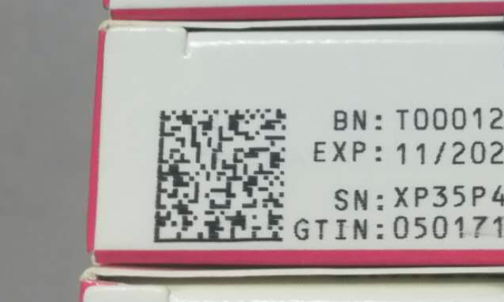 BN: T00012
EXP: 11/202
SN: XP35P4
GTIN: 050171